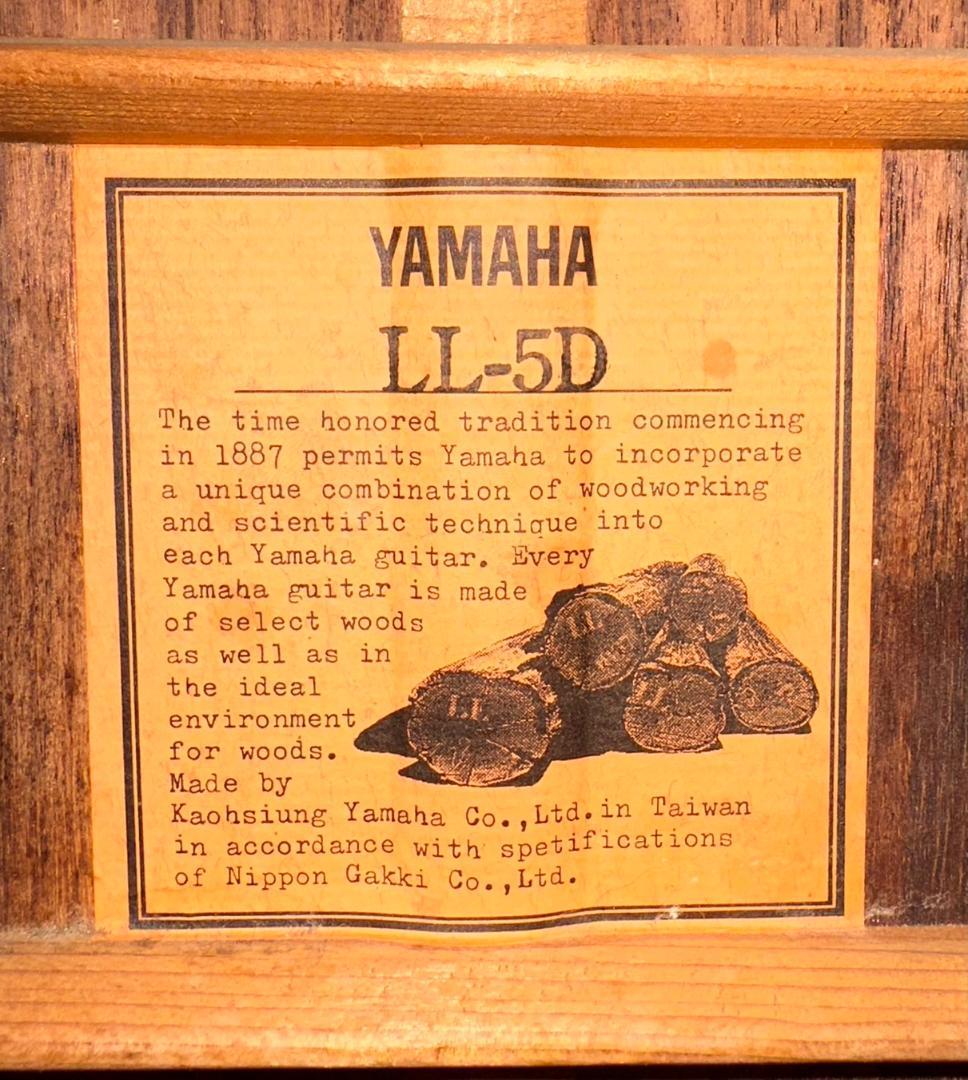 YAMAHA
LL-5D
The time honored tradition commencing
in 1887 permits Yamaha to incorporate
a unique combination of woodworking
and scientific technique into
each Yamaha guitar. Every
Yamaha guitar is made
of select woods
as well as in
the ideal
environment
for woods.
Made by
Kaohsiung Yamaha Co.,Ltd.in Taiwan
in accordance with spetifications
of Nippon Gakki Co.,Ltd.
LL